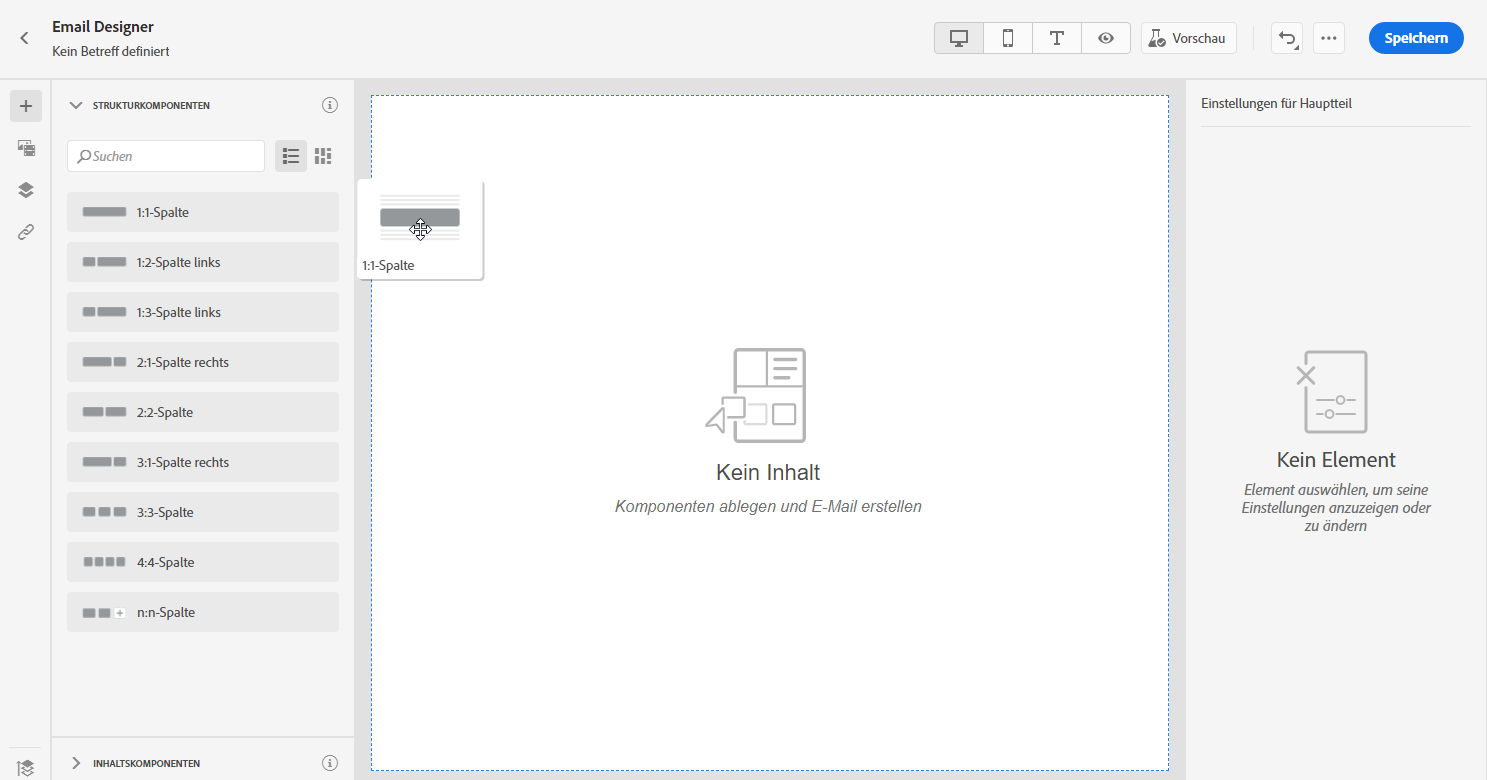 Email Designer
Kein Betreff definiert
Vorschau
Speichern
STRUKTURKOMPONENTEN
Suchen
1:1-Spalte
1:2-Spalte links
1:3-Spalte links
2:1-Spalte rechts
2:2-Spalte
3:1-Spalte rechts
3:3-Spalte
4:4-Spalte
n:n-Spalte
INHALTSKOMPONENTEN
1:1-Spalte
Kein Inhalt
Komponenten ablegen und E-Mail erstellen
Einstellungen für Hauptteil
Kein Element
Element auswählen, um seine
Einstellungen anzuzeigen oder
zu ändern